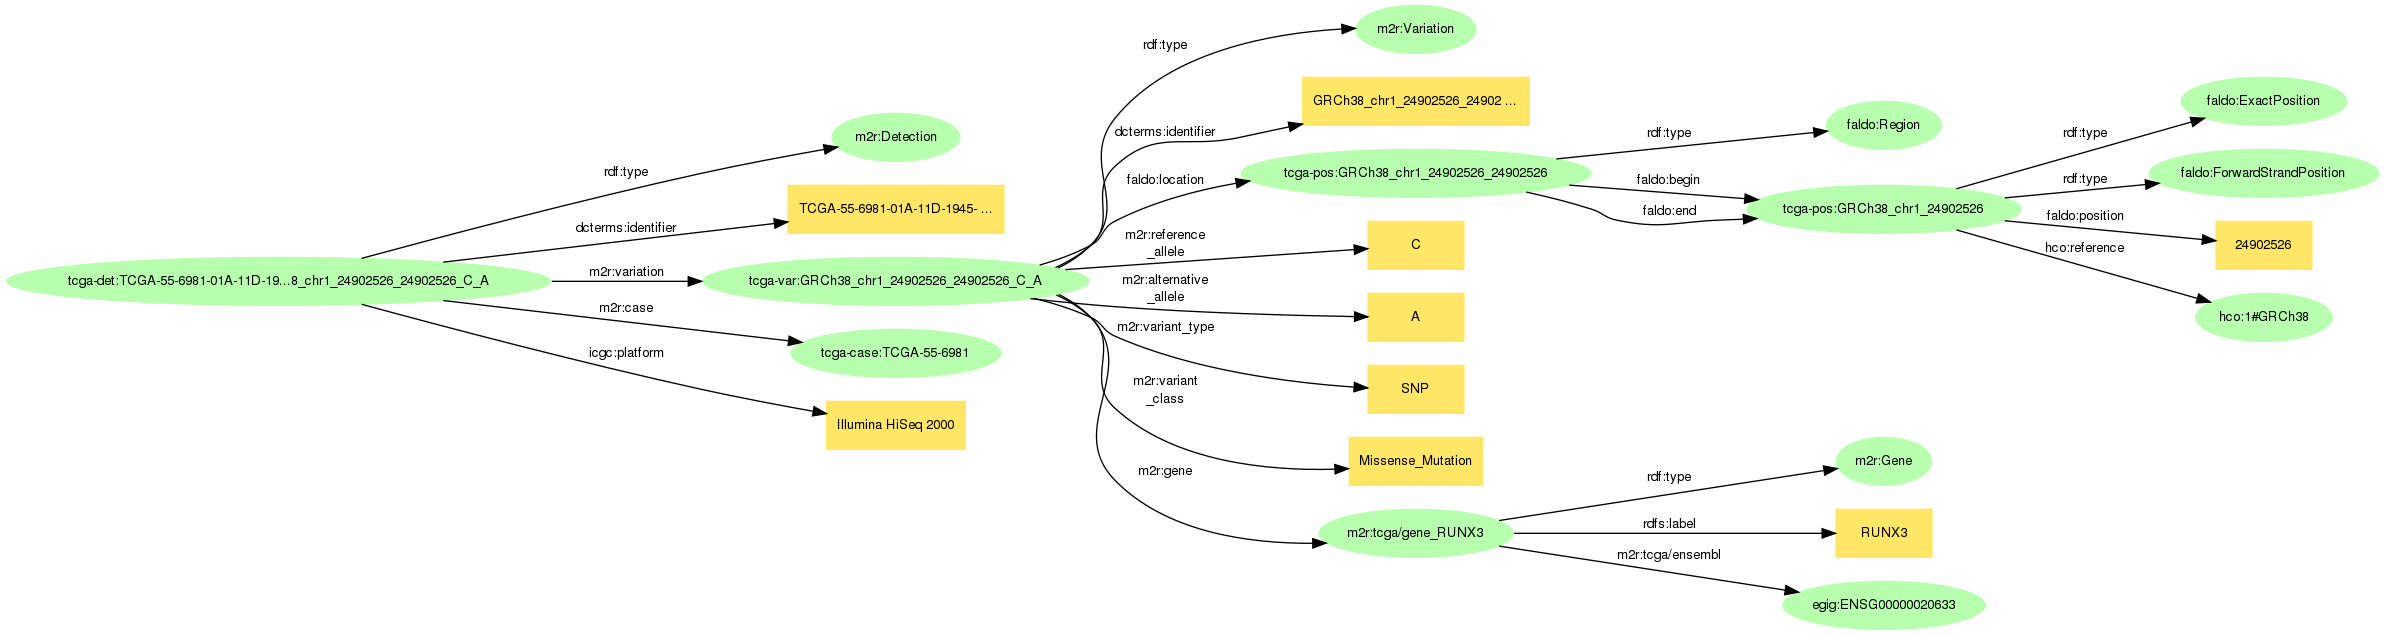 tcga-det:TCGA-55-6981-01A-11D-19...8_chr1_24902526_24902526_C_A
rdf:type
m2r:Detection
dcterms:identifier
TCGA-55-6981-01A-11D-1945- ...
m2r:variation
tcga-var:GRCh38_chr1_24902526_24902526_C_A
m2r:case
tcga-case:TCGA-55-6981
icgc:platform
Illumina HiSeq 2000
rdf:type
m2r:Variation
dcterms:identifier
GRCh38_chr1_24902526_24902 ...
faldo:location
tcga-pos:GRCh38_chr1_24902526_24902526
m2r:reference
_allele
C
m2r:alternative
_allele
A
m2r:variant_type
SNP
m2r:variant
_class
Missense_Mutation
m2r:gene
m2r:tcga/gene_RUNX3
rdf:type
faldo:Region
faldo:begin
faldo:end
tcga-pos:GRCh38_chr1_24902526
rdf:type
faldo:ExactPosition
rdf:type
faldo:ForwardStrandPosition
faldo:position
24902526
hco:reference
hco:1#GRCh38
rdf:type
m2r:Gene
rdfs:label
RUNX3
m2r:tcga/ensembl
egig:ENSG00000020633